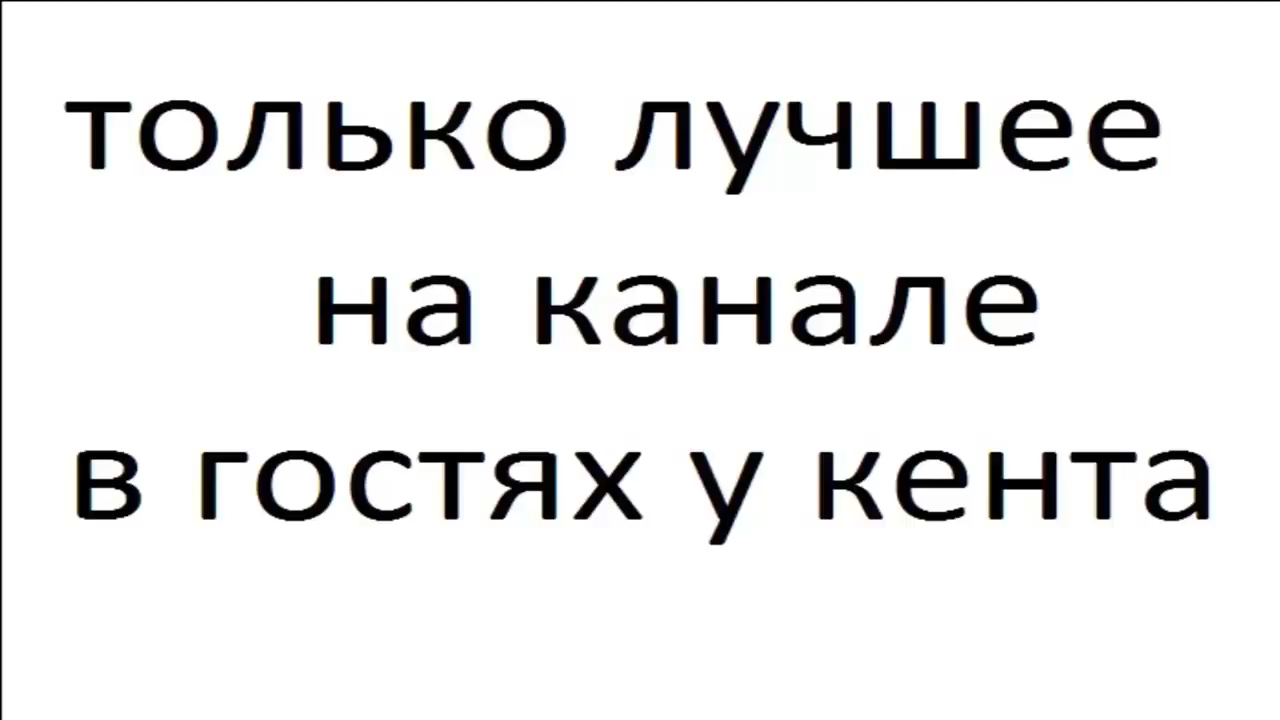 только лучшее
на канале
в гостях у кента